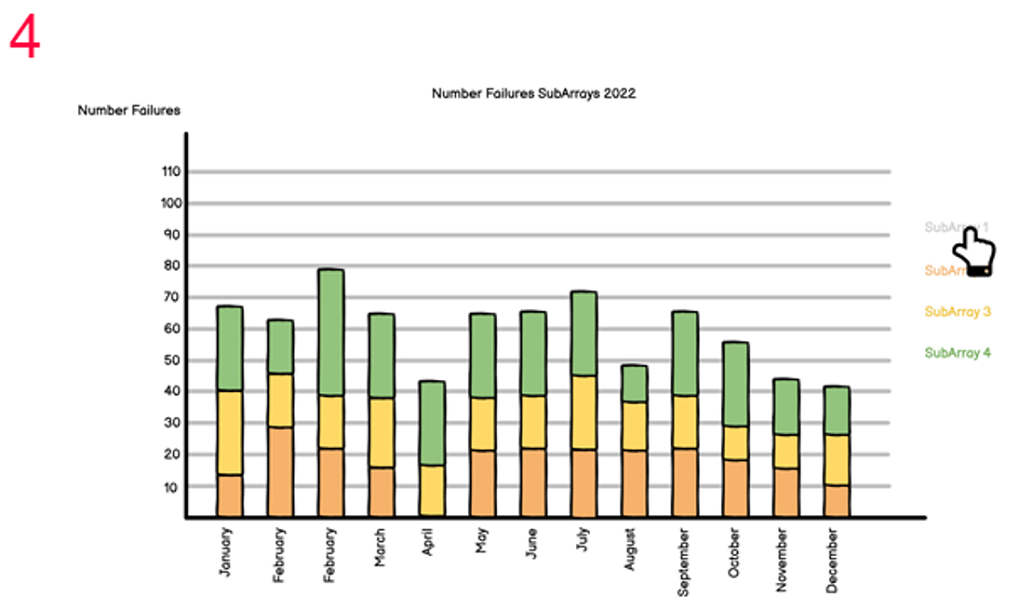 4
Number Failures SubArrays 2022
Number Failures
110
100
90
80
70
60
50
40
30
20
10
SubArray 3
SubArray 4
January
February
February
March
April
May
June
July
August
September
October
November
December